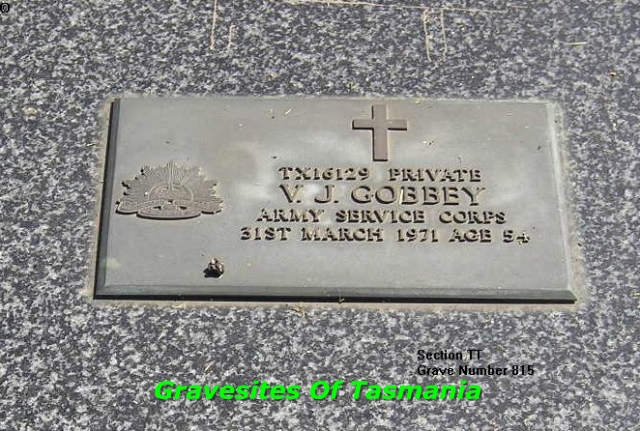 ®
TX16129 PRIVATE
V. J. GOBBEY
ARMY SERVICE CORPS
31ST MARCH 1971 AGE 54
Section TT
Grave Number 815
Gravesites Of Tasmania